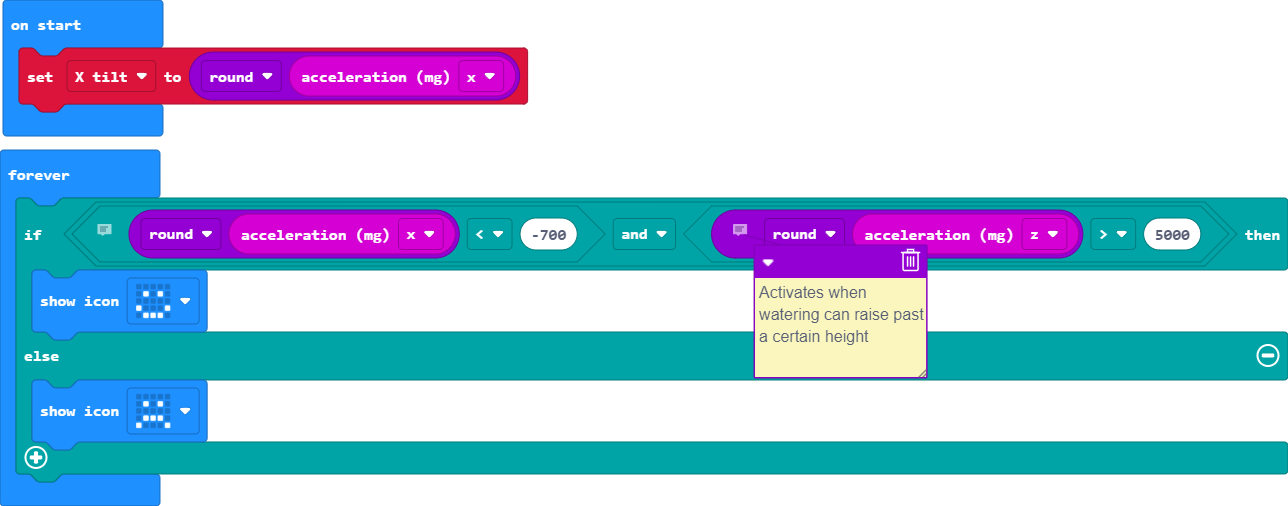 on start
set X tilt to round acceleration (mg) x
forever
if round acceleration (mg) x < -700 and round acceleration (mg) z > 5000 then
Activates when
watering can raise past
a certain height
show icon
else
show icon